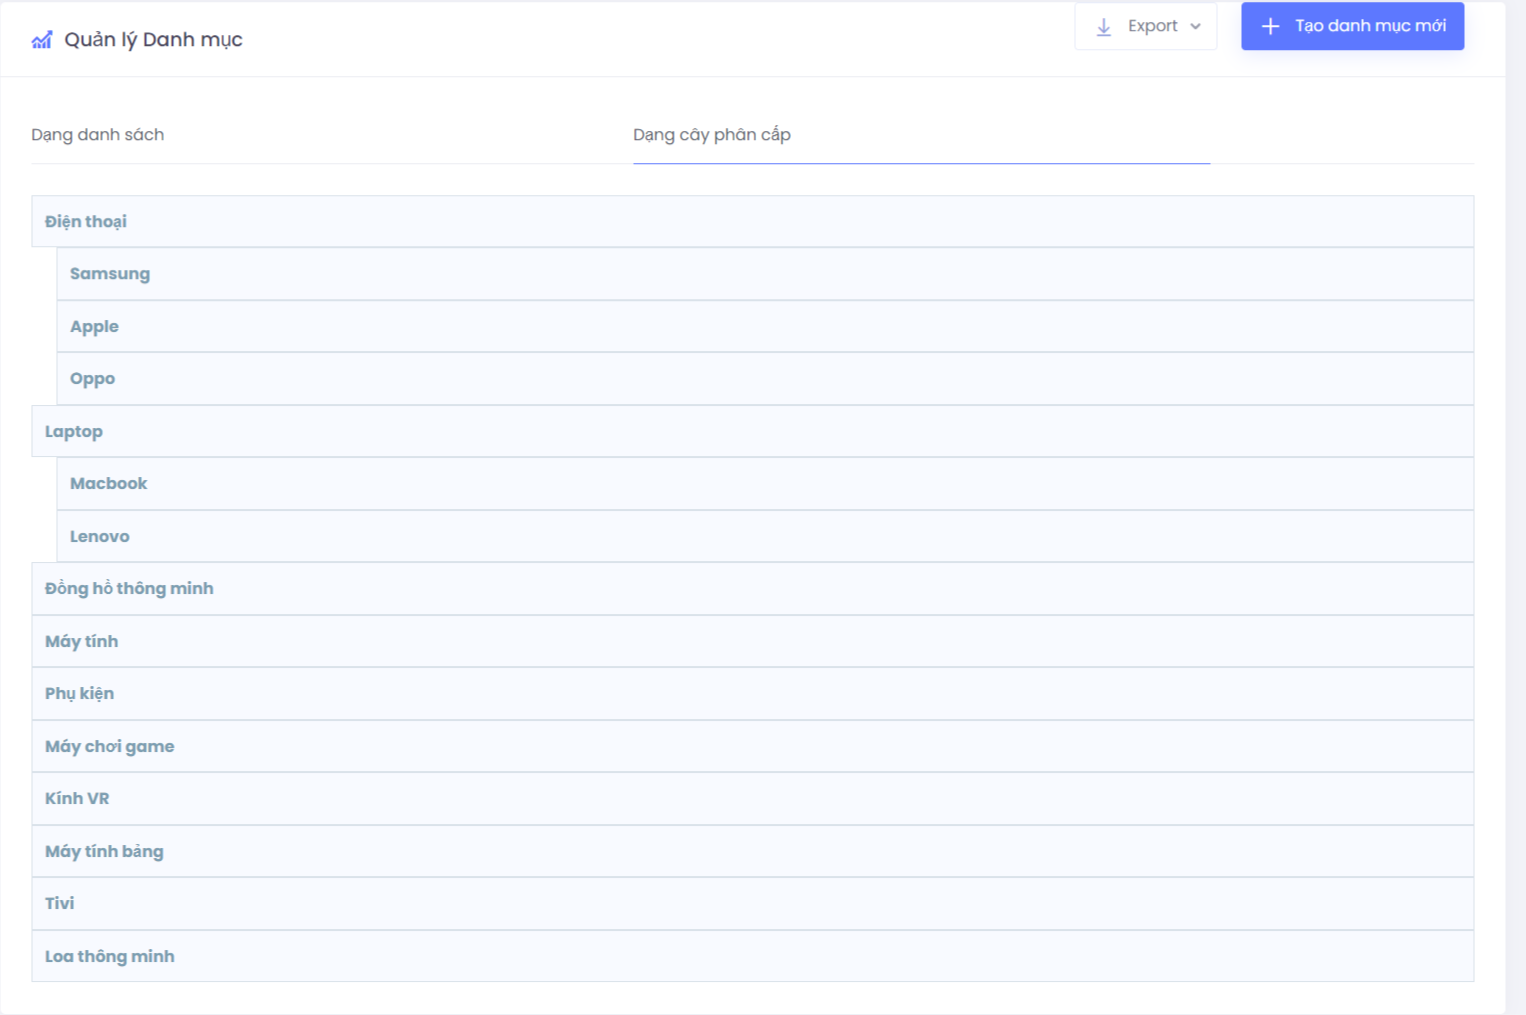 Quản lý Danh mục
Export
Tạo danh mục mới
Dạng danh sách
Dạng cây phân cấp
Điện thoại
Samsung
Apple
Oppo
Laptop
Macbook
Lenovo
Đồng hồ thông minh
Máy tính
Phụ kiện
Máy chơi game
Kính VR
Máy tính bảng
Tivi
Loa thông minh